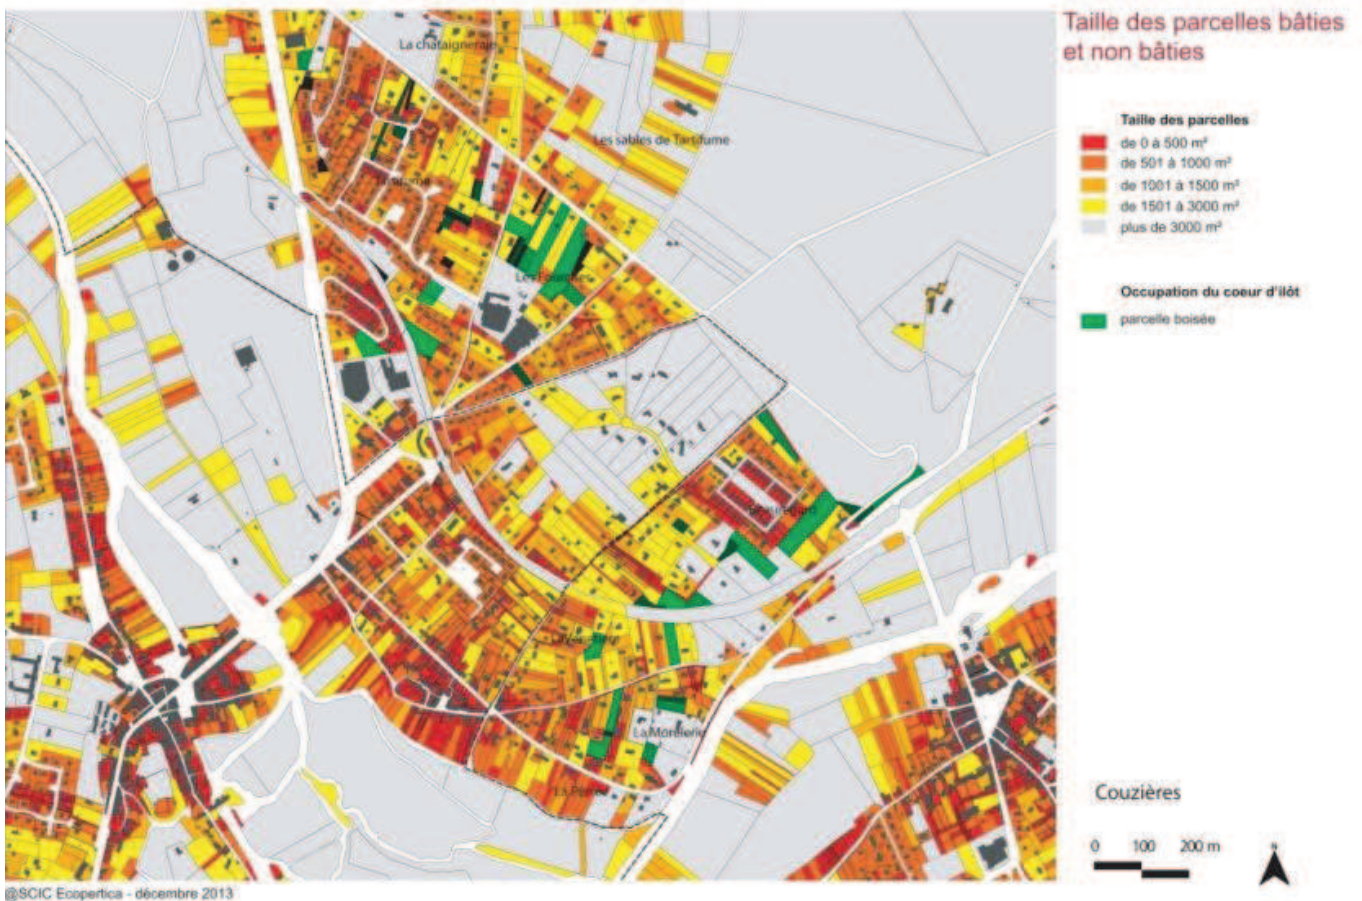 Taille des parcelles bâties
et non bâties
Taille des parcelles
de 0 à 500 m²
de 501 à 1000 m²
de 1001 à 1500 m²
de 1501 à 3000 m²
plus de 3000 m²
Occupation du coeur d'ilôt
parcelle boisée
La chataigneraie
Les sables de Tartifume
La Morelerie
Couzières
0 100 200 m
N
@SCIC Ecopertica - décembre 2013